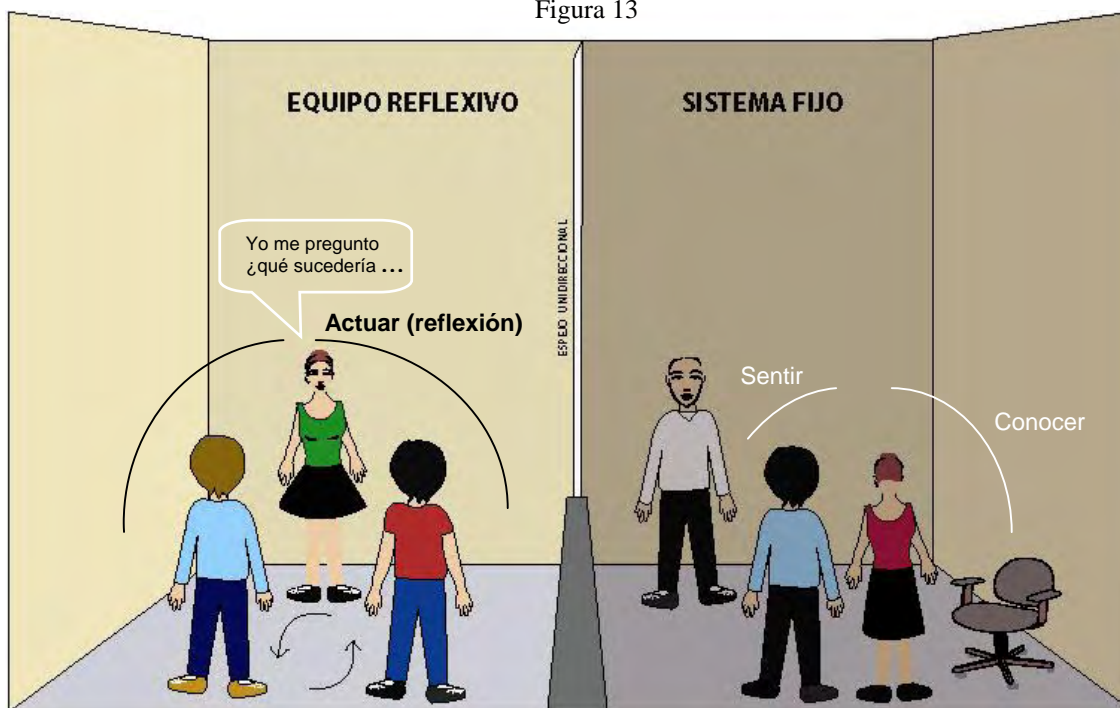 Figura 13
EQUIPO REFLEXIVO
SISTEMA FIJO
ESPEJO UNIDIRECCIONAL
Yo me pregunto
¿qué sucedería ...
Actuar (reflexión)
Sentir
Conocer